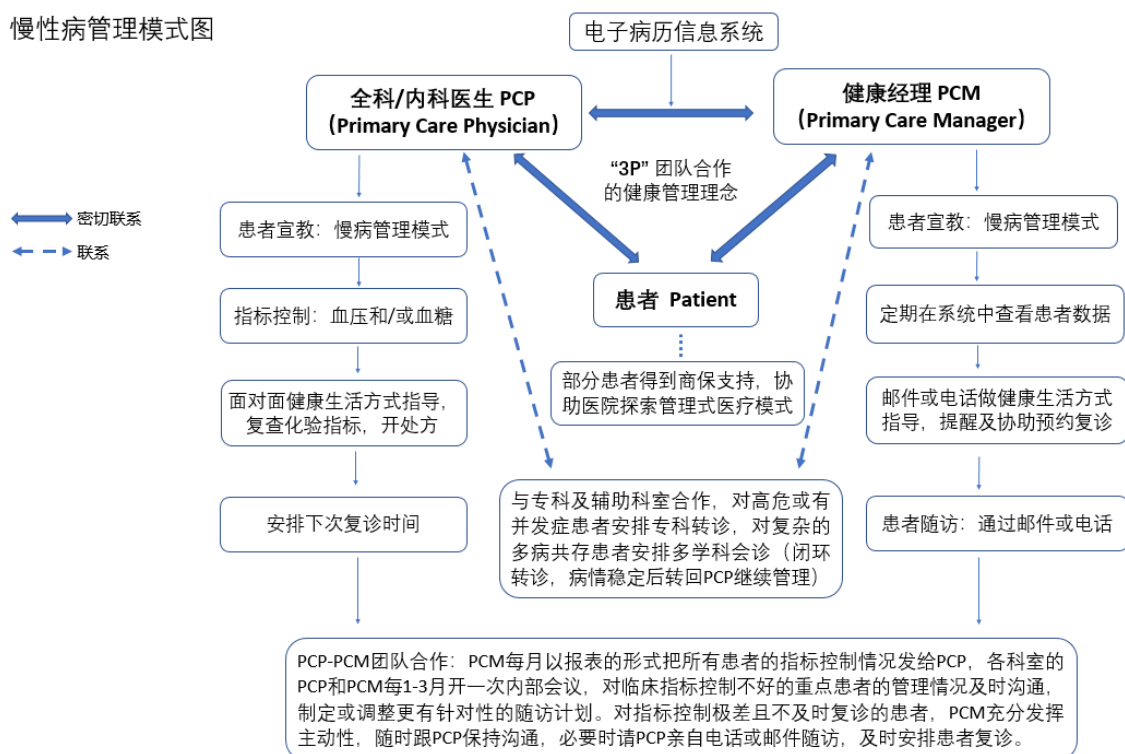 慢性病管理模式图
电子病历信息系统
全科/内科医生 PCP
（Primary Care Physician）
健康经理 PCM
（Primary Care Manager）
“3P” 团队合作
的健康管理理念
密切联系
联系
患者宣教：慢病管理模式
患者宣教：慢病管理模式
患者 Patient
指标控制：血压和/或血糖
定期在系统中查看患者数据
部分患者得到商保支持，协
助医院探索管理式医疗模式
面对面健康生活方式指导，
复查化验指标，开处方
邮件或电话做健康生活方式
指导，提醒及协助预约复诊
安排下次复诊时间
与专科及辅助科室合作，对高危或有
并发症患者安排专科转诊，对复杂的
多病共存患者安排多学科会诊（闭环
转诊，病情稳定后转回PCP继续管理）
患者随访：通过邮件或电话
PCP-PCM团队合作：PCM每月以报表的形式把所有患者的指标控制情况发给PCP，各科室的
PCP和PCM每1-3月开一次内部会议，对临床指标控制不好的重点患者的管理情况及时沟通，
制定或调整更有针对性的随访计划。对指标控制极差且不及时复诊的患者，PCM充分发挥
主动性，随时跟PCP保持沟通，必要时请PCP亲自电话或邮件随访，及时安排患者复诊。